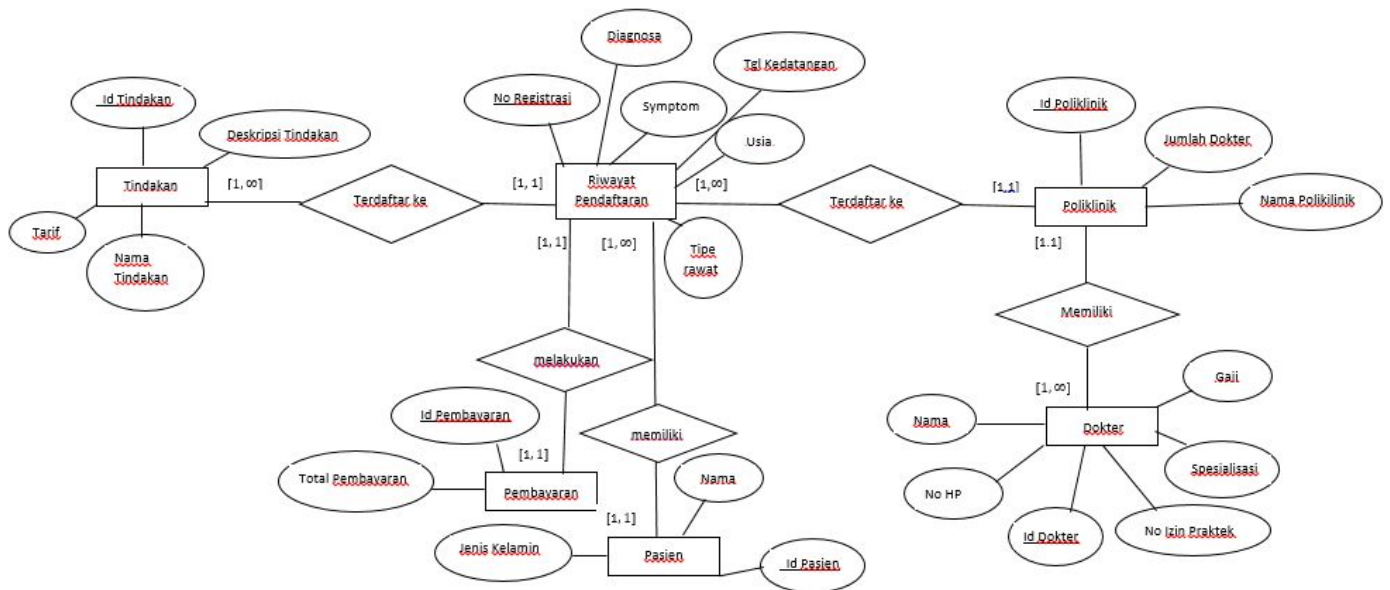 Diagnosa
Tgl Kedatangan
Id Tindakan
No Registrasi
Symptom
Id Poliklinik
Deskripsi Tindakan
Usia
Jumlah Dokter
Tindakan
[1, ∞]
Terdaftar ke
[1, 1]
Riwayat
Pendaftaran
[1,∞]
Terdaftar ke
[1,1]
Poliklinik
Nama Polikilinik
Tarif
Nama
Tindakan
[1, 1]
[1, ∞]
Tipe
rawat
[1.1]
Memiliki
melakukan
[1, ∞]
Gaji
Id Pembayaran
memiliki
Nama
Dokter
Total Pembayaran
[1, 1]
Pembayaran
Nama
Spesialisasi
No HP
[1, 1]
Id Dokter
No Izin Praktek
Jenis Kelamin
Pasien
Id Pasien